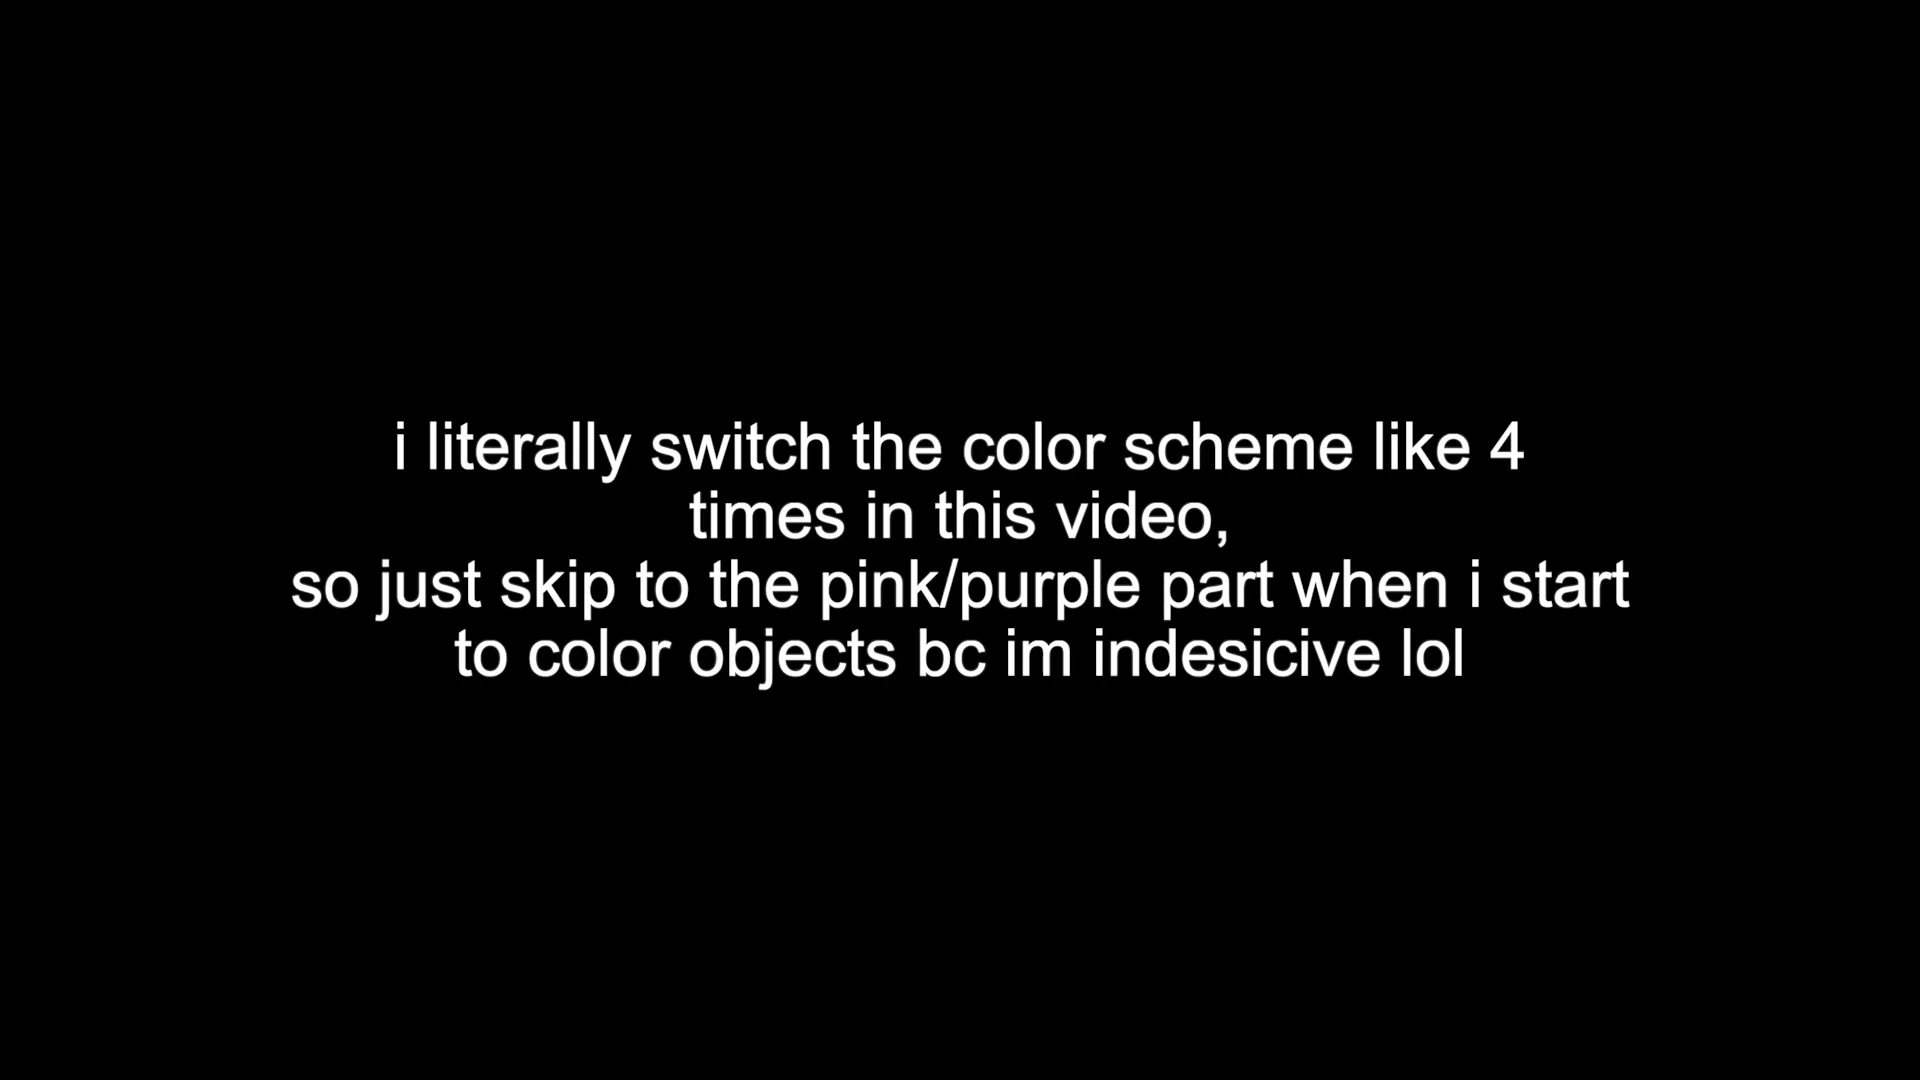 i literally switch the color scheme like 4
times in this video,
so just skip to the pink/purple part when i start
to color objects bc im indesicive lol